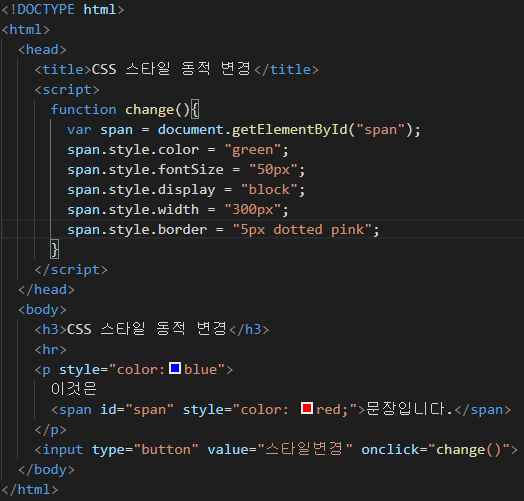 <!DOCTYPE html>
<html>
<head>
<title>CSS 스타일 동적 변경</title>
<script>
function change(){
var span = document.getElementById("span");
span.style.color = "green";
span.style.fontSize = "50px";
span.style.display = "block";
span.style.width = "300px";
span.style.border = "5px dotted pink";
}
</script>
</head>
<body>
<h3>CSS 스타일 동적 변경</h3>
<hr>
<p style="color:blue">
이것은
<span id="span" style="color: red;">문장입니다.</span>
</p>
<input type="button" value="스타일변경" onclick="change()">
</body>
</html>